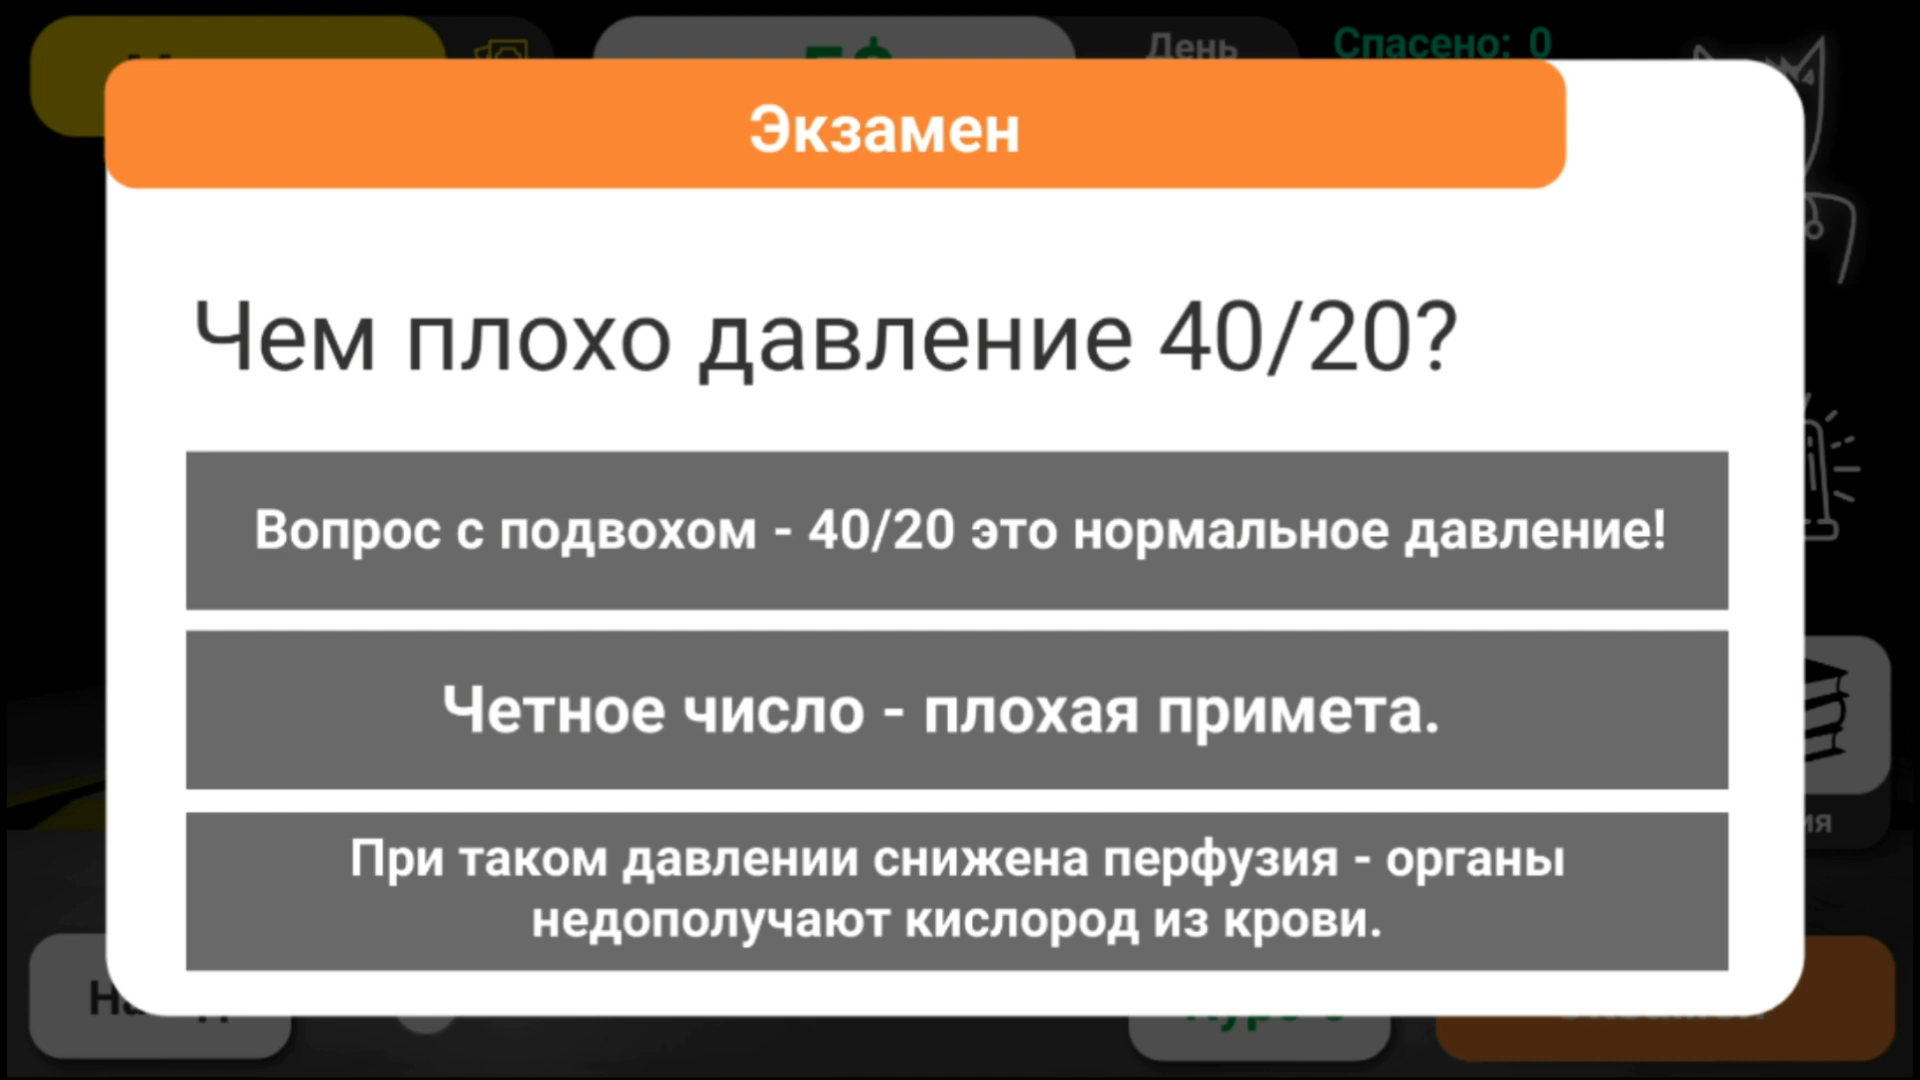 День
Спасено: 0
Экзамен
Чем плохо давление 40/20?
Вопрос с подвохом - 40/20 это нормальное давление!
Четное число - плохая примета.
При таком давлении снижена перфузия - органы
недополучают кислород из крови.